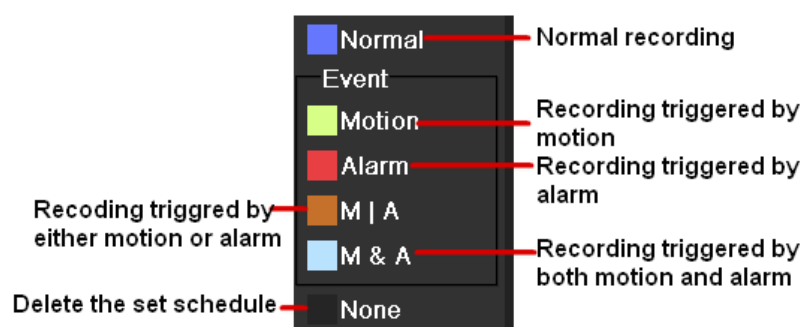 Normal
Normal recording
Event
Motion
Recording triggered by
motion
Alarm
Recording triggered by
alarm
Recoding triggred by
either motion or alarm
M | A
M & A
Recording triggered by
both motion and alarm
Delete the set schedule
None